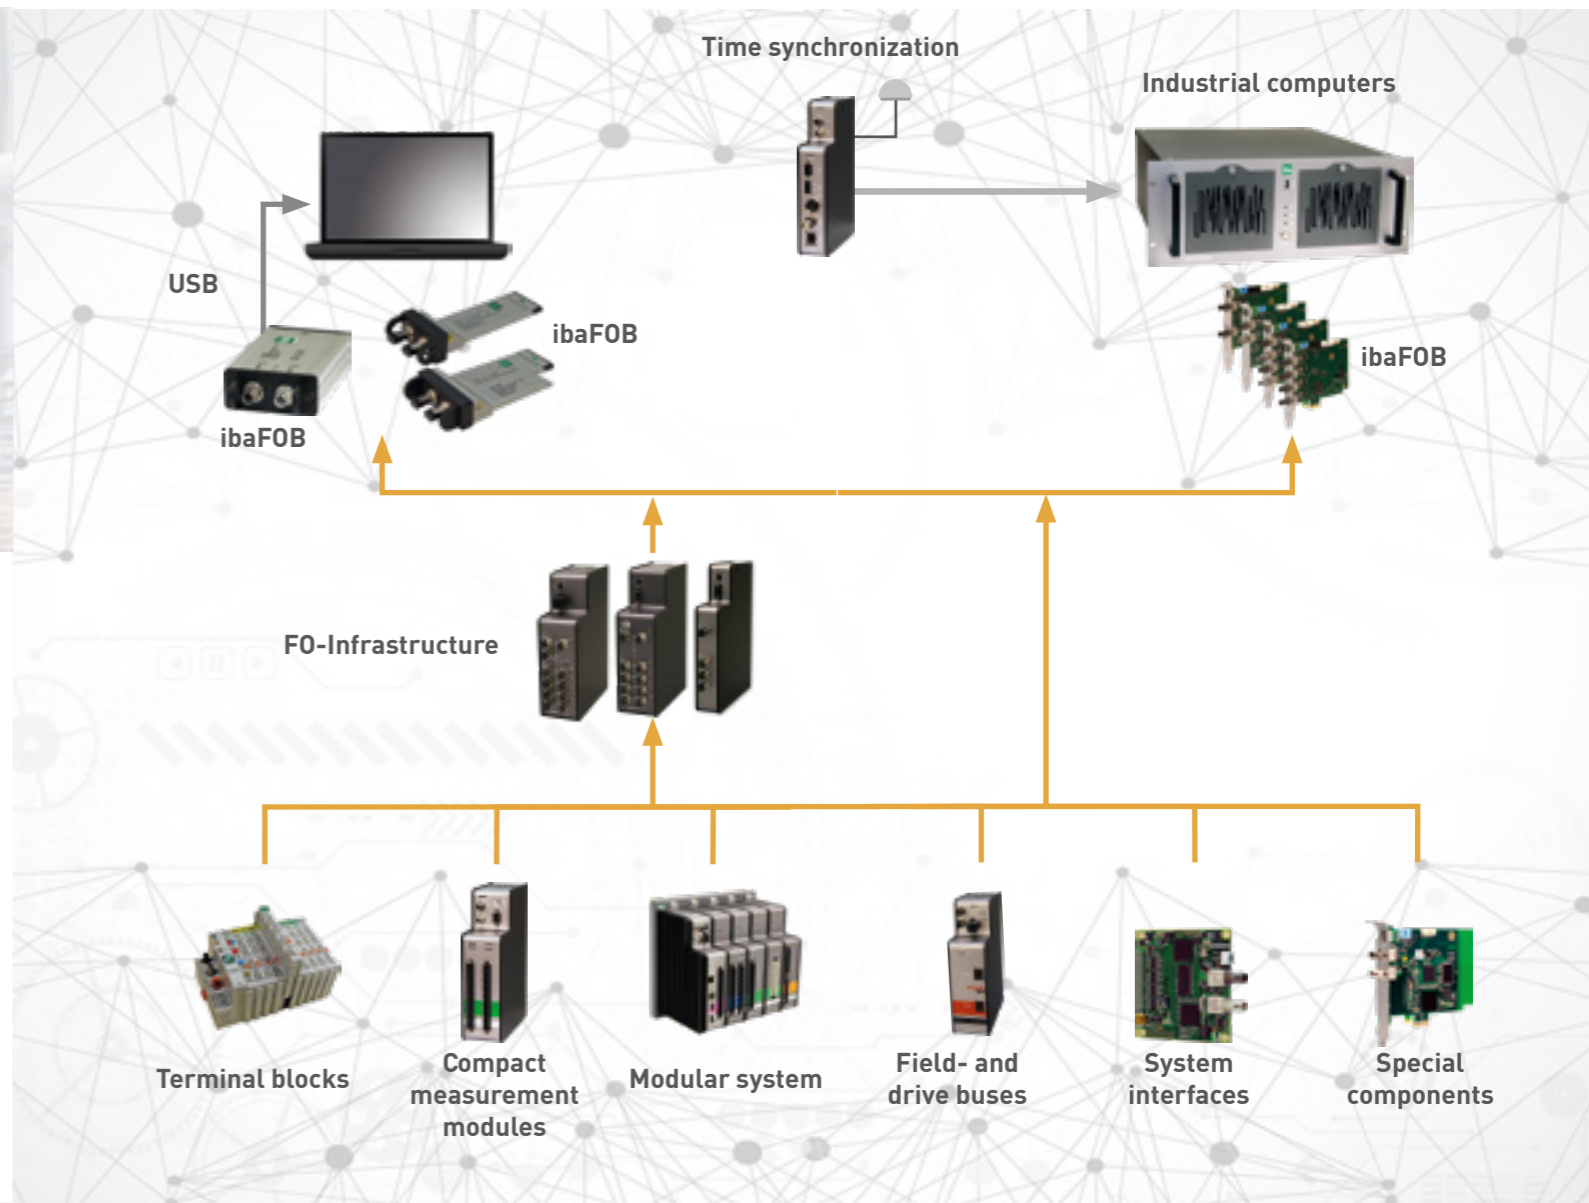 Time synchronization
Industrial computers
USB
ibaFOB
ibaFOB
ibaFOB
FO-Infrastructure
Terminal blocks
Compact
measurement
modules
Modular system
Field- and
drive buses
System
interfaces
Special
components